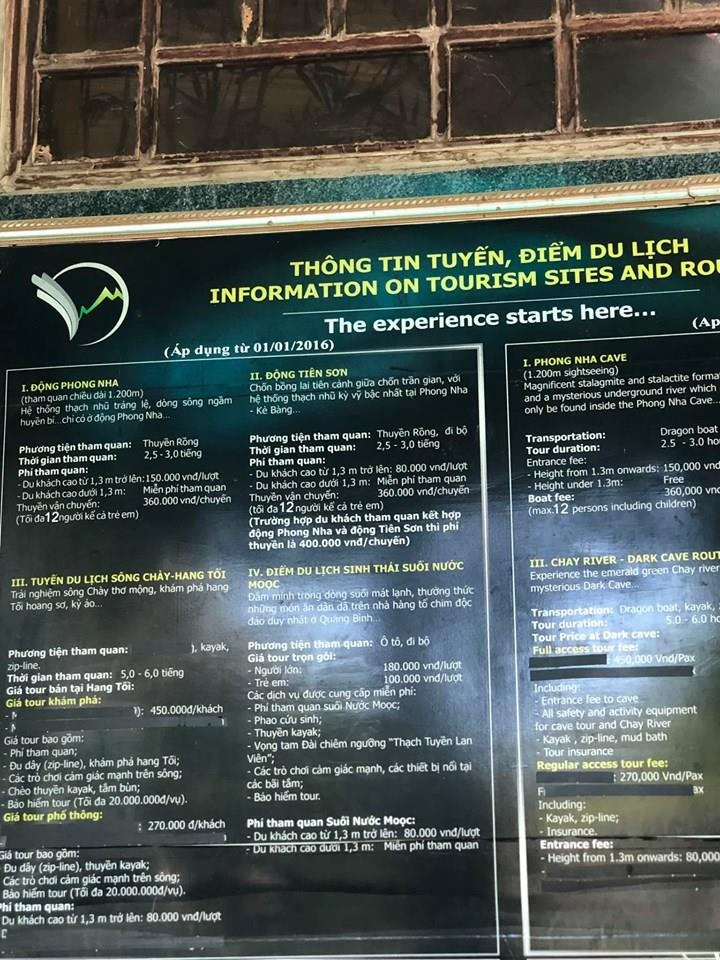 THÔNG TIN TUYẾN, ĐIỂM DU LỊCH
INFORMATION ON TOURISM SITES AND
The experience starts here...
(Áp dụng từ 01/01/2016)
I. ĐỘNG PHONG NHA
(tham quan chiều dài 1.200m)
Hệ thống thạch nhũ tráng lệ, dòng sông ngầm
huyền bí...chỉ có ở động Phong Nha...
Phương tiện tham quan: Thuyền Rồng
Thời gian tham quan: 2,5 - 3,0 tiếng
Phí tham quan:
- Du khách cao từ 1,3 m trở lên: 150.000 vnđ/lượt
- Du khách cao dưới 1,3 m: Miễn phí tham quan
Thuyền vận chuyển: 360.000 vnđ/chuyến
(Tối đa 12 người kể cả trẻ em)
II. ĐỘNG TIÊN SƠN
Chốn bồng lai tiên cảnh giữa chốn trần gian, với
hệ thống thạch nhũ kỳ vỹ bậc nhất tại Phong Nha
- Kẻ Bàng...
Phương tiện tham quan: Thuyền Rồng, đi bộ
Thời gian tham quan: 2,5 - 3,0 tiếng
Phí tham quan:
- Du khách cao từ 1,3 m trở lên: 80.000 vnđ/lượt
- Du khách cao dưới 1,3 m: Miễn phí tham quan
Thuyền vận chuyển: 360.000 vnđ/chuyến
(tối đa 12 người kể cả trẻ em)
(Trường hợp du khách tham quan kết hợp
động Phong Nha và động Tiên Sơn thì phí
thuyền là 400.000 vnđ/chuyến)
III. TUYẾN DU LỊCH SÔNG CHÀY-HANG TỐI
Trải nghiệm sông Chày thơ mộng, khám phá hang
Tối hoang sơ, kỳ ảo...
Phương tiện tham quan: , kayak,
zip-line.
Thời gian tham quan: 5,0 - 6,0 tiếng
Giá tour bán tại Hang Tối:
Giá tour khám phá:
): 450.000đ/khách
Giá tour bao gồm:
- Phí tham quan;
- Đu dây (zip-line), khám phá hang Tối;
- Các trò chơi cảm giác mạnh trên sông;
- Chèo thuyền kayak, tắm bùn;
- Bảo hiểm tour (Tối đa 20.000.000đ/vụ).
Giá tour phổ thông:
: 270.000 đ/khách
Giá tour bao gồm:
Đu dây (zip-line), thuyền kayak;
Các trò chơi cảm giác mạnh trên sông;
Bảo hiểm tour (Tối đa 20.000.000đ/vụ).
Phí tham quan:
Du khách cao từ 1,3 m trở lên: 80.000 vnđ/lượt
IV. ĐIỂM DU LỊCH SINH THÁI SUỐI NƯỚC
MOỌC
Đắm mình trong dòng suối mát lạnh, thưởng thức
những món ăn dân dã trên nhà hàng tổ chim độc
đáo duy nhất ở Quảng Bình...
Phương tiện tham quan: Ô tô, đi bộ
Giá tour trọn gói:
- Người lớn: 180.000 vnđ/lượt
- Trẻ em: 100.000 vnđ/lượt
Các dịch vụ được cung cấp miễn phí:
- Phí tham quan suối Nước Moọc;
- Phao cứu sinh;
- Thuyền kayak;
- Vọng tam Đài chiêm ngưỡng "Thạch Tuyền Lan
Viên";
- Các trò chơi cảm giác mạnh, các thiết bị nổi tại
các bãi tắm;
- Bảo hiểm tour.
Phí tham quan Suối Nước Moọc:
- Du khách cao từ 1,3 m trở lên: 80.000 vnđ/lượt
- Du khách cao dưới 1,3 m: Miễn phí tham quan
(Ap
I. PHONG NHA CAVE
(1.200m sightseeing)
Magnificent stalagmite and stalactite
and a mysterious underground river which
only be found inside the Phong Nha Cave...
Transportation: Dragon boat
Tour duration: 2.5 - 3.0
Entrance fee:
- Height from 1.3m onwards: 150,000
- Height under 1.3m: Free
Boat fee: 360,000
(max.12 persons including children)
III. CHAY RIVER - DARK CAVE
Experience the emerald green Chay river
mysterious Dark Cave...
Transportation: Dragon boat, kayak,
Tour duration: 5.0 - 6.0
Tour Price at Dark cave:
Full access tour fee:
450,000 Vnd/Pax
Including:
- Entrance fee to cave
- All safety and activity equipment
for cave tour and Chay River
- Kayak , zip-line, mud bath
- Tour insurance
Regular access tour fee:
: 270,000 Vnd/Pax
Including:
- Kayak, zip-line;
- Insurance.
Entrance fee:
- Height from 1.3m onwards: 80,000